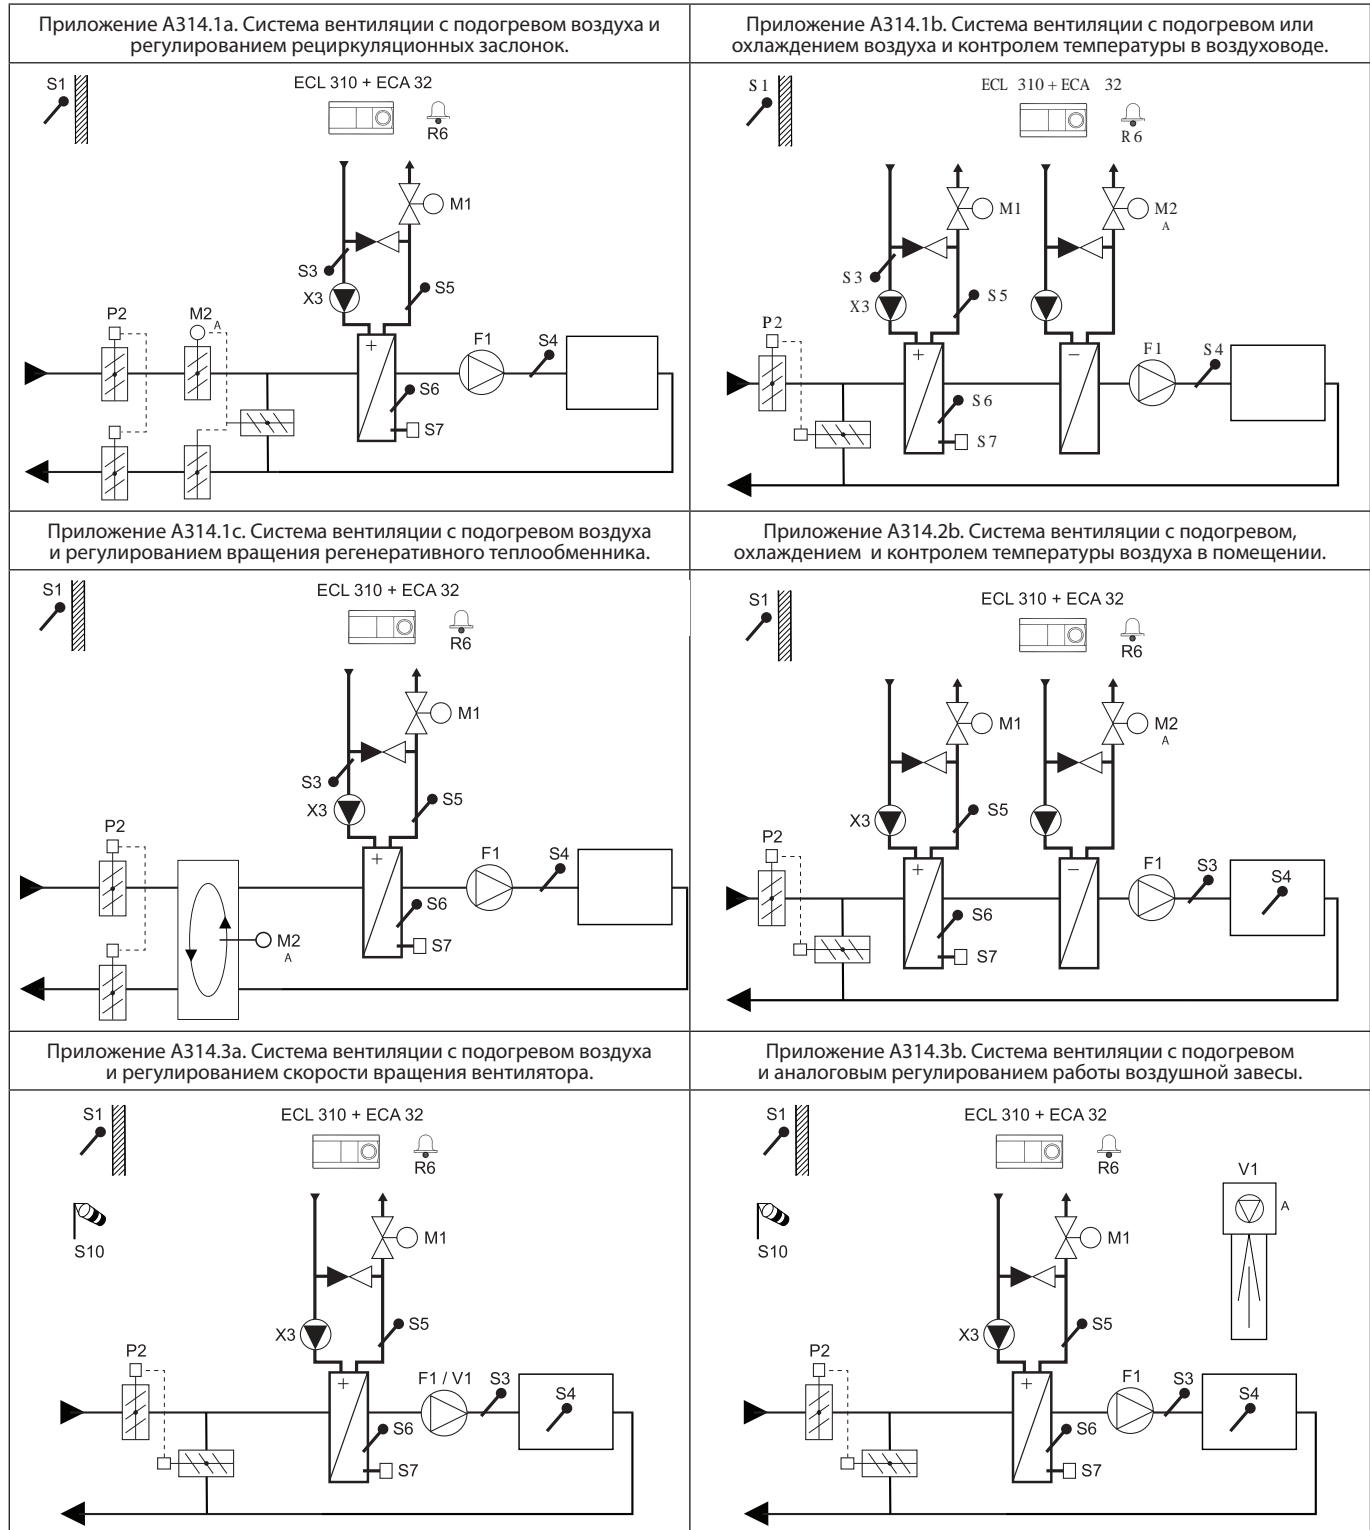 Приложение A314.1a. Система вентиляции с подогревом воздуха и
регулированием рециркуляционных заслонок.
S1
ECL 310 + ECA 32
R6
M1
S3
S5
X3
P2
M2
A
F1
S4
+
S6
S7
Приложение A314.1b. Система вентиляции с подогревом или
охлаждением воздуха и контролем температуры в воздуховоде.
S1
ECL 310 + ECA 32
R6
M1
M2
A
S3
S5
X3
P2
F1
S4
+
−
S6
S7
Приложение A314.1c. Система вентиляции с подогревом воздуха
и регулированием вращения регенеративного теплообменника.
S1
ECL 310 + ECA 32
R6
M1
S3
S5
X3
P2
F1
S4
+
S6
M2
A
S7
Приложение A314.2b. Система вентиляции с подогревом,
охлаждением и контролем температуры воздуха в помещении.
S1
ECL 310 + ECA 32
R6
M1
M2
A
S5
X3
P2
F1
S3
S4
+
−
S6
S7
Приложение A314.3a. Система вентиляции с подогревом воздуха
и регулированием скорости вращения вентилятора.
S1
ECL 310 + ECA 32
R6
S10
M1
X3
S5
P2
F1 / V1
S3
S4
+
S6
S7
Приложение A314.3b. Система вентиляции с подогревом
и аналоговым регулированием работы воздушной завесы.
S1
ECL 310 + ECA 32
R6
V1
A
S10
M1
X3
S5
P2
F1
S3
S4
+
S6
S7